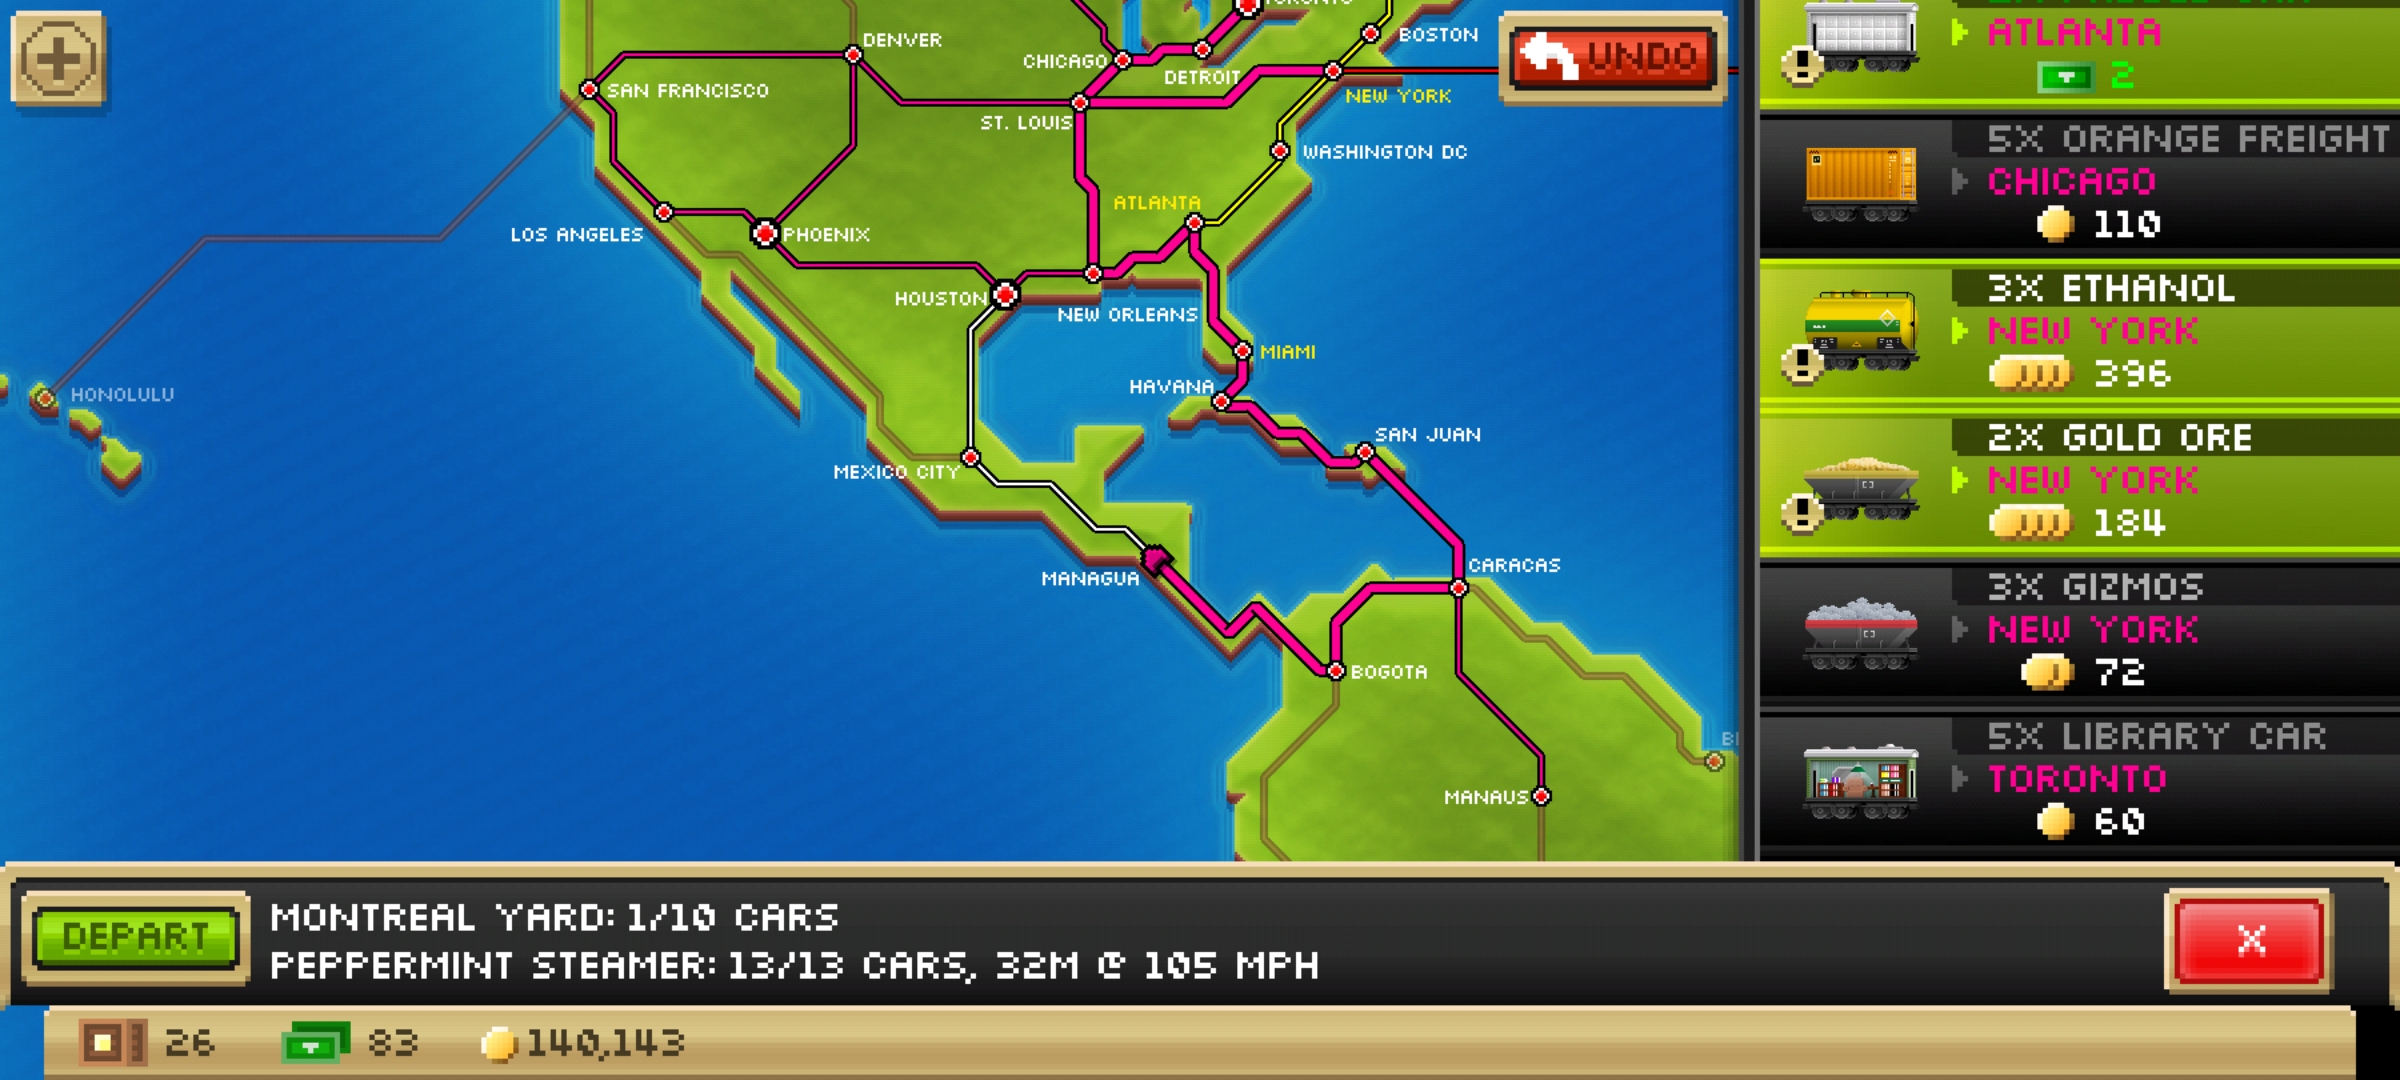 TORONTO
DENVER
BOSTON
CHICAGO
DETROIT
SAN FRANCISCO
NEW YORK
ST. LOUIS
WASHINGTON DC
ATLANTA
LOS ANGELES
PHOENIX
HOUSTON
NEW ORLEANS
MIAMI
HAVANA
HONOLULU
SAN JUAN
MEXICO CITY
CARACAS
MANAGUA
BOGOTA
MANAUS
UNDO
ATLANTA
2
5X ORANGE FREIGHT
CHICAGO
110
3X ETHANOL
NEW YORK
396
2X GOLD ORE
NEW YORK
184
3X GIZMOS
NEW YORK
72
5X LIBRARY CAR
TORONTO
60
DEPART
MONTREAL YARD: 1/10 CARS
PEPPERMINT STEAMER: 13/13 CARS, 32M @ 105 MPH
X
26
83
140,143